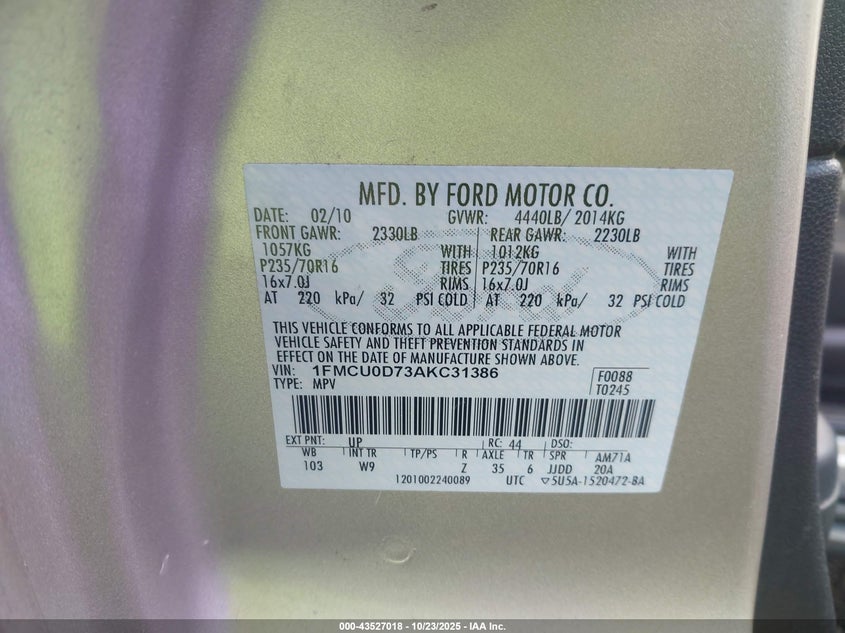 MFD. BY FORD MOTOR CO.
DATE: 02/10 GVWR: 4440LB/ 2014KG
FRONT GAWR: 2330LB REAR GAWR: 2230LB
1057KG WITH 1012KG WITH
P235/70R16 TIRES P235/70R16 TIRES
16x7.0J RIMS 16x7.0J RIMS
AT 220 kPa/ 32 PSI COLD AT 220 kPa/ 32 PSI COLD
Ford
THIS VEHICLE CONFORMS TO ALL APPLICABLE FEDERAL MOTOR
VEHICLE SAFETY AND THEFT PREVENTION STANDARDS IN
EFFECT ON THE DATE OF MANUFACTURE SHOWN ABOVE.
VIN: 1FMCU0D73AKC31386 F0088
TYPE: MPV T0245
EXT PNT: UP RC: 44 DSO:
WB INT TR TP/PS R AXLE TR SPR AM71A
103 W9 Z 35 6 JJDD 20A
1201002240089 UTC ▽5U5A-1520472-BA
000-43527018 - 10/23/2025 - IAA Inc.